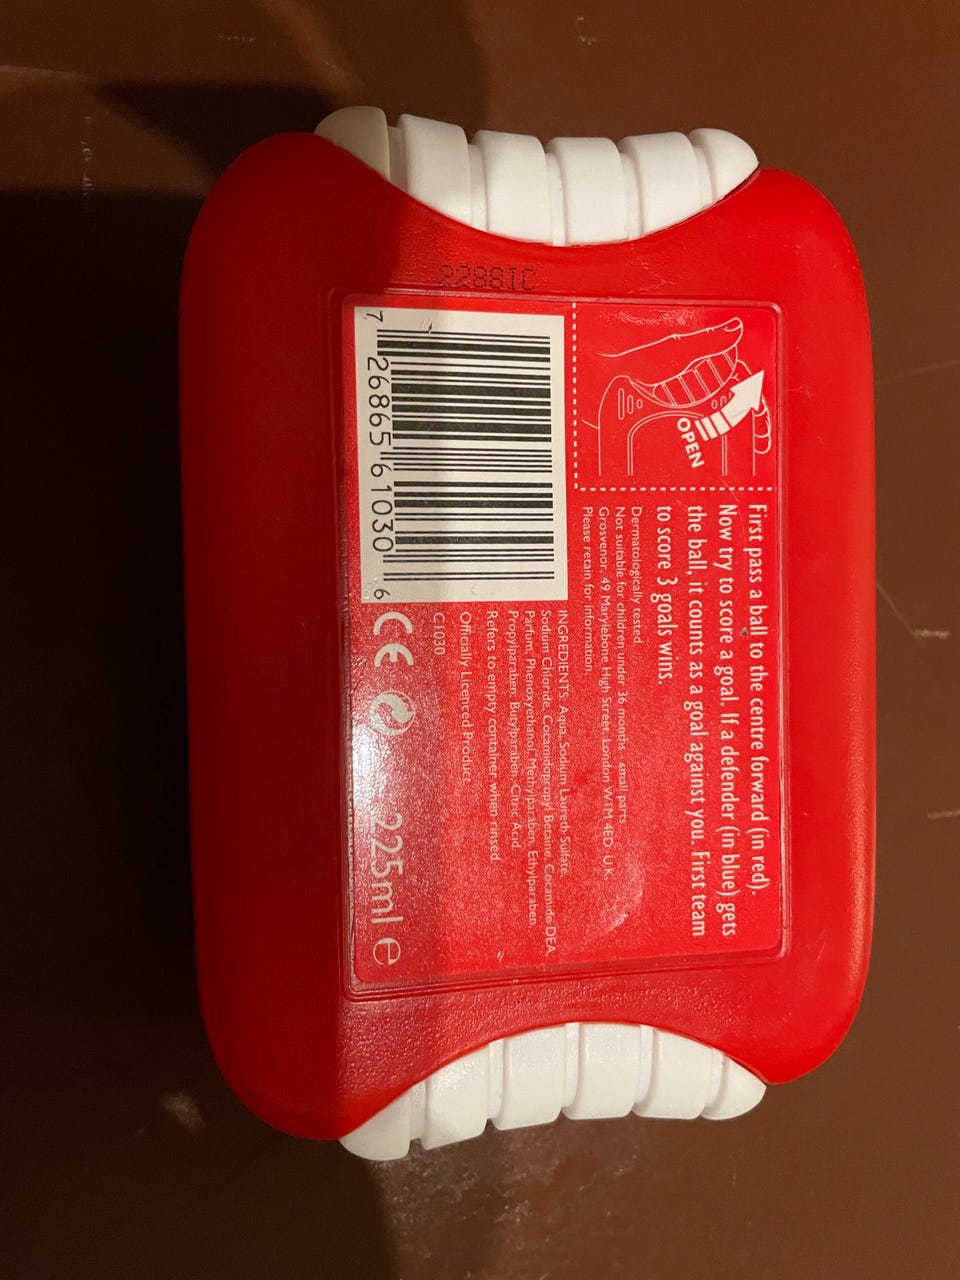 2288IC
OPEN
First pass a ball to the centre forward (in red).
Now try to score a goal. If a defender (in blue) gets
the ball, it counts as a goal against you. First team
to score 3 goals wins.
Dermatologically tested.
Not suitable for children under 36 months - small parts.
Grosvenor, 49 Marylebone High Street, London W1M 4ED. U.K.
Please retain for information.
INGREDIENTS: Aqua, Sodium Laureth Sulfate,
Sodium Chloride, Cocamidopropyl Betaine, Cocamide DEA,
Parfum, Phenoxyethanol, Methylparaben, Ethylparaben,
Propylparaben, Butylparaben, Citric Acid.
Refers to empty container when rinsed.
Officially Licenced Product.
C1030
7 26865 61030 6
CE 225ml e